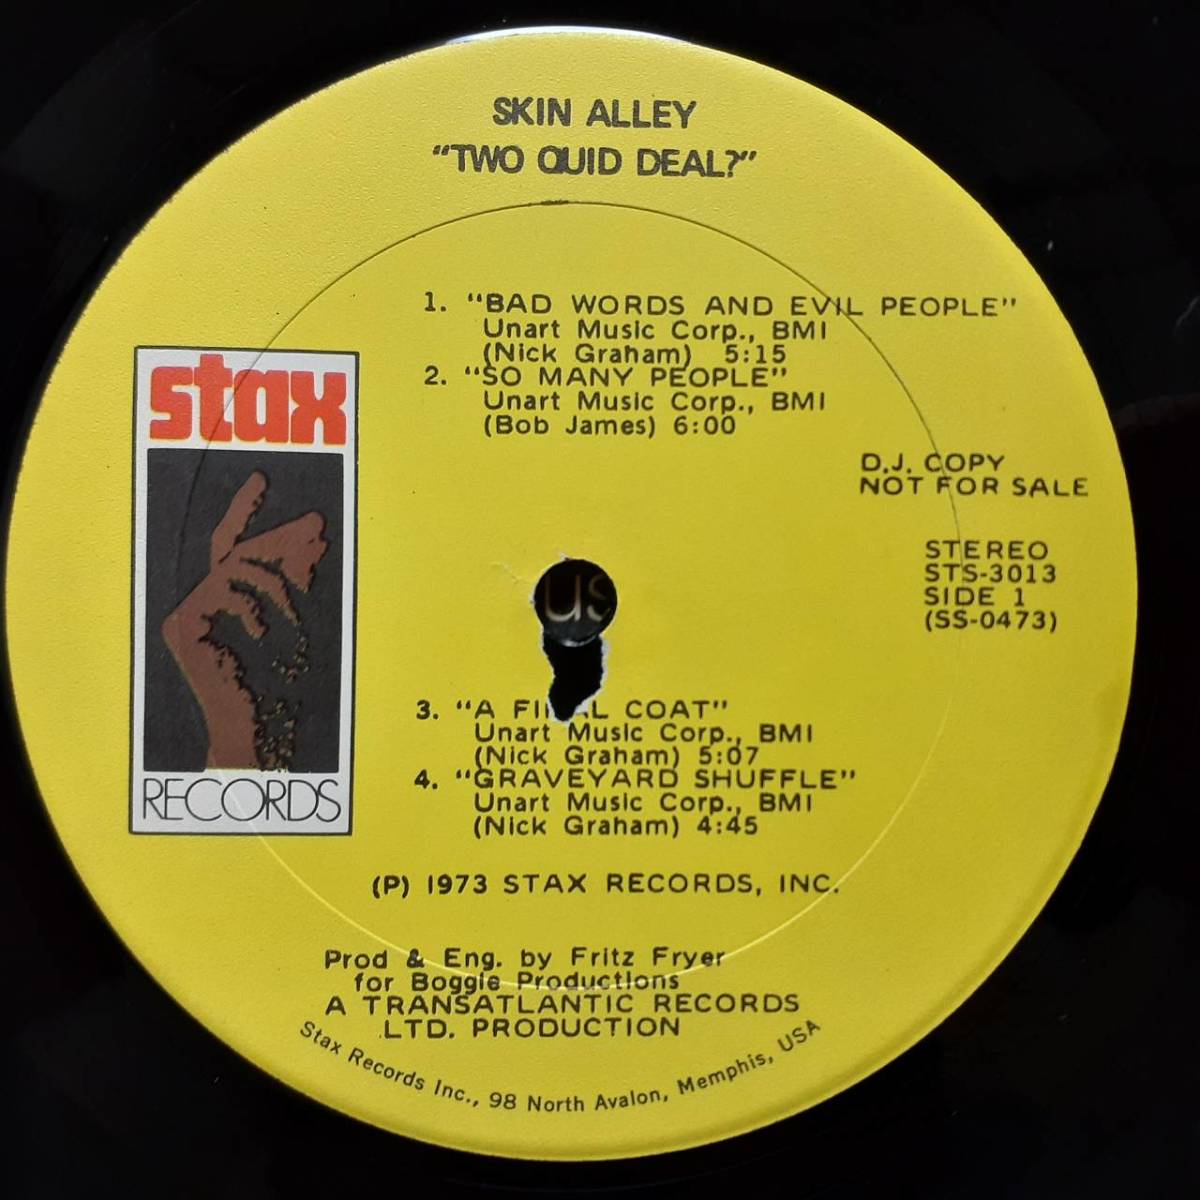 SKIN ALLEY
"TWO QUID DEAL?"
1. "BAD WORDS AND EVIL PEOPLE"
Unart Music Corp., BMI
(Nick Graham) 5:15
2. "SO MANY PEOPLE"
Unart Music Corp., BMI
(Bob James) 6:00
D.J. COPY
NOT FOR SALE
STEREO
STS-3013
SIDE 1
(SS-0473)
stax
RECORDS
us
3. "A COAT"
Unart Music Corp., BMI
(Nick Graham) 5:07
4. "GRAVEYARD SHUFFLE"
Unart Music Corp., BMI
(Nick Graham) 4:45
(P) 1973 STAX RECORDS, INC.
Prod & Eng. by Fritz Fryer
for Boggle Productions
A TRANSATLANTIC RECORDS
LTD. PRODUCTION
Stax Records Inc., 98 North Avalon, Memphis, USA